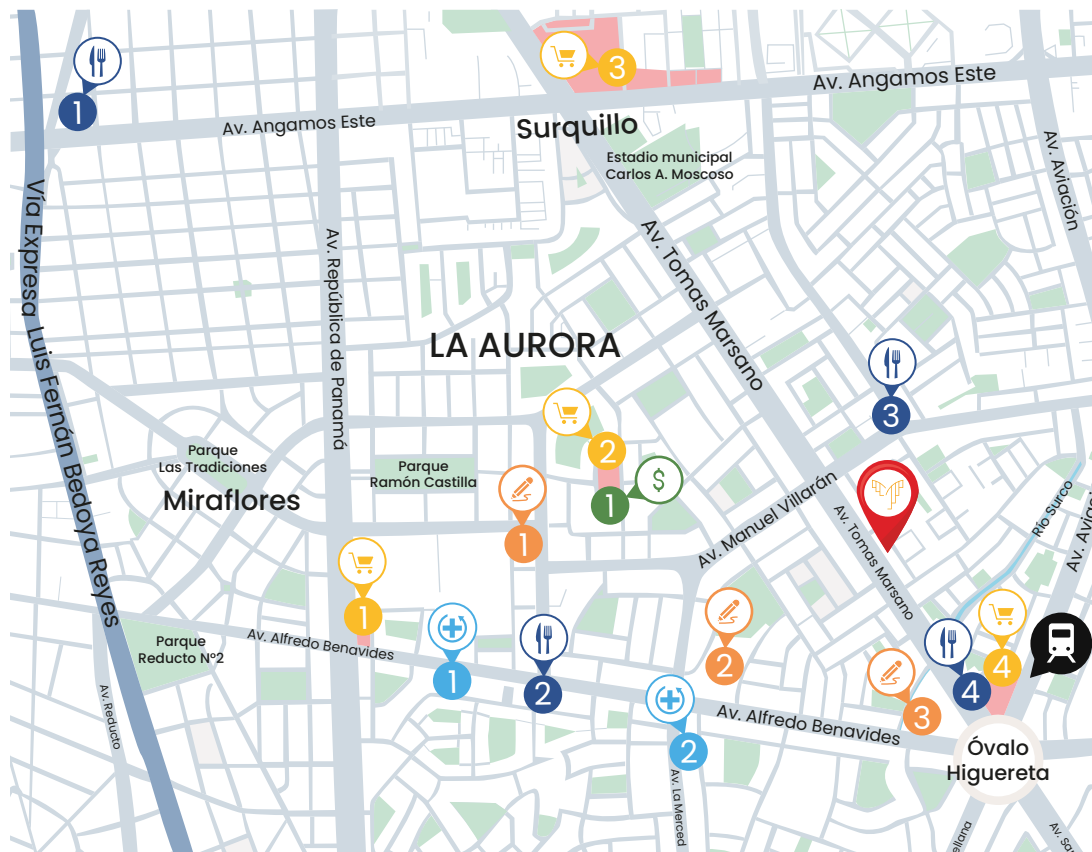 3
1
Av. Angamos Este
Av. Angamos Este
Surquillo
Estadio municipal
Carlos A. Moscoso
Av. Aviación
Vía Expresa Luis Fernán Bedoya Reyes
Av. República de Panamá
Av. Tomas Marsano
LA AURORA
3
2
Parque
Las Tradiciones
Parque
Ramón Castilla
$
1
Miraflores
1
Av. Manuel Villarán
Av. Tomas Marsano
Río Surco
1
Parque
Reducto N°2
Av. Alfredo Benavides
1
2
2
4
4
3
2
Av. Alfredo Benavides
Av. Reducto
Av. La Merced
Óvalo
Higuereta